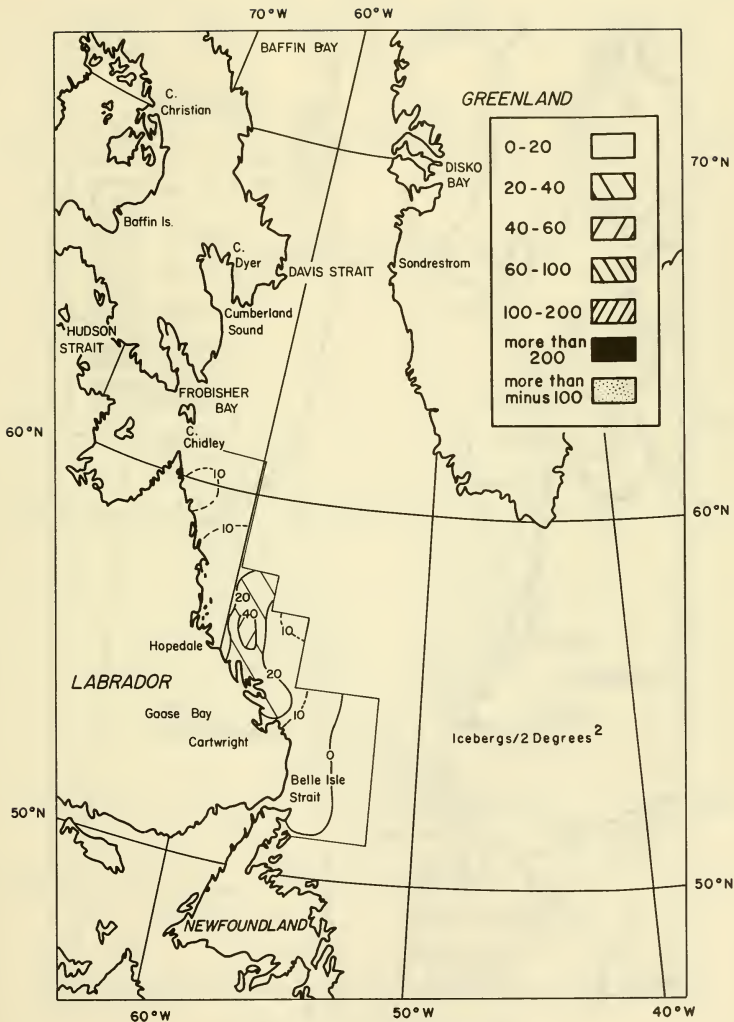 70°W 60°W
BAFFIN BAY
C.
Christian
GREENLAND
0-20
20-40
40-60
60-100
100-200
more than
200
more than
minus 100
DISKO
BAY
70°N
Baffin Is.
C.
Dyer
DAVIS STRAIT
Sondrestrom
Cumberland
Sound
HUDSON
STRAIT
FROBISHER
BAY
60°N
C.
Chidley
10
60°N
10
20
40
10
Hopedale
20
LABRADOR
10
Goose Bay
Cartwright
Icebergs/2 Degrees²
0
Belle Isle
Strait
50°N
50°N
NEWFOUNDLAND
60°W 50°W 40°W